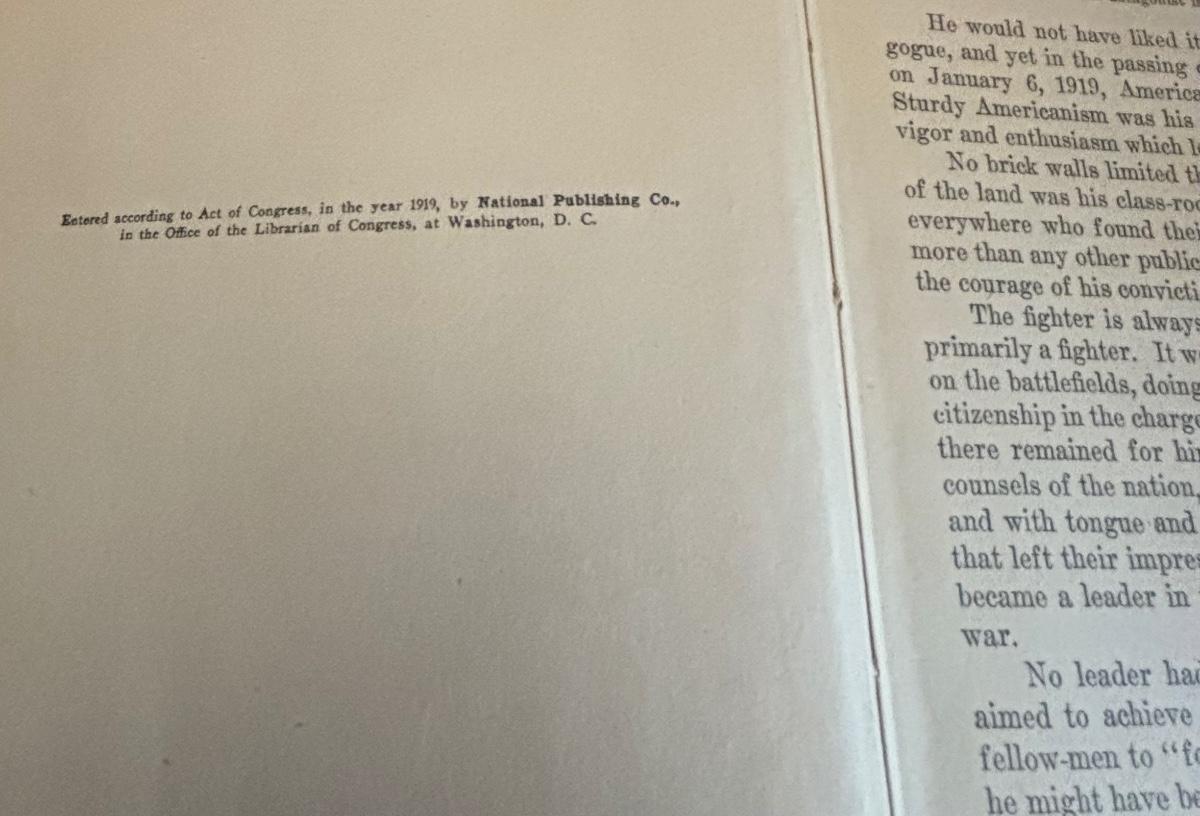 Entered according to Act of Congress, in the year 1919, by National Publishing Co.,
in the Office of the Librarian of Congress, at Washington, D. C.
He would not have liked it
gogue, and yet in the passing
on January 6, 1919, America
Sturdy Americanism was his
vigor and enthusiasm which
No brick walls limited
of the land was his
everywhere who found
more than any other public
the courage of his
The fighter is always
primarily a fighter. It
on the battlefields, doing
citizenship in the
there remained for
counsels of the nation,
and with tongue and
that left their
became a leader in
war.
No leader
aimed to achieve
fellow-men to
he might have